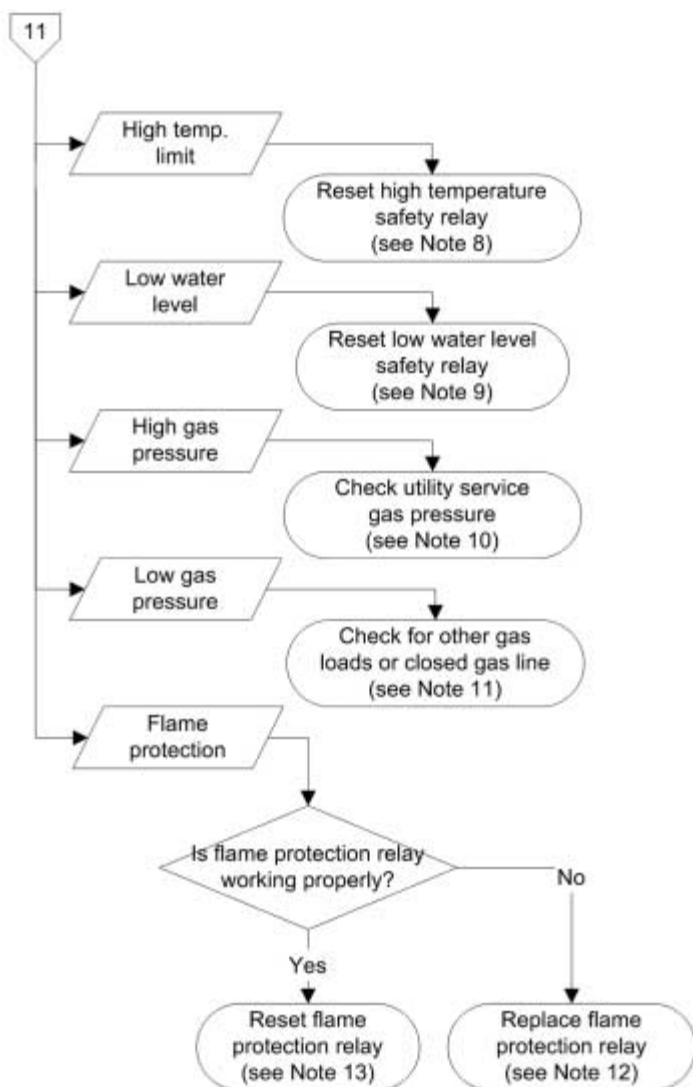 11
High temp.
limit
Reset high temperature
safety relay
(see Note 8)
Low water
level
Reset low water level
safety relay
(see Note 9)
High gas
pressure
Check utility service
gas pressure
(see Note 10)
Low gas
pressure
Check for other gas
loads or closed gas line
(see Note 11)
Flame
protection
Is flame protection relay
working properly?
No
Yes
Reset flame
protection relay
(see Note 13)
Replace flame
protection relay
(see Note 12)